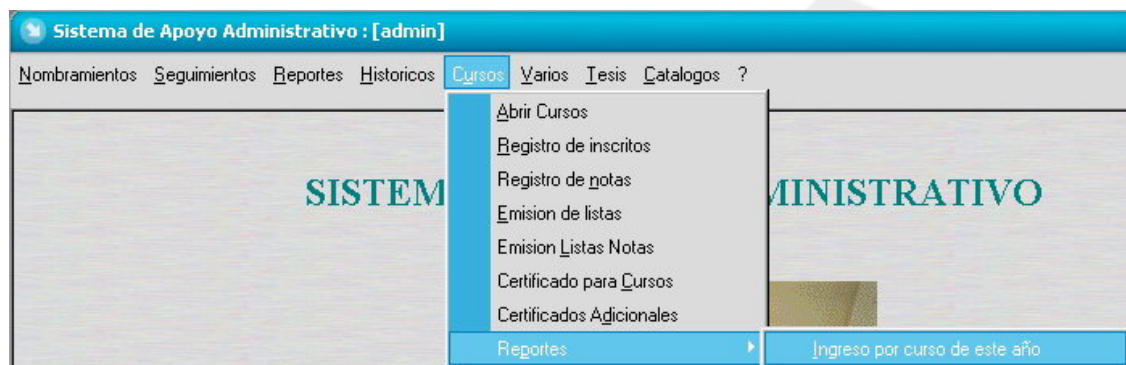 Sistema de Apoyo Administrativo : [admin]
Nombramientos Seguimientos Reportes Historicos Cursos Varios Tesis Catalogos ?
Abrir Cursos
Registro de inscritos
Registro de notas
Emision de listas
Emision Listas Notas
Certificado para Cursos
Certificados Adicionales
Reportes
Ingreso por curso de este año
SISTEM MINISTRATIVO